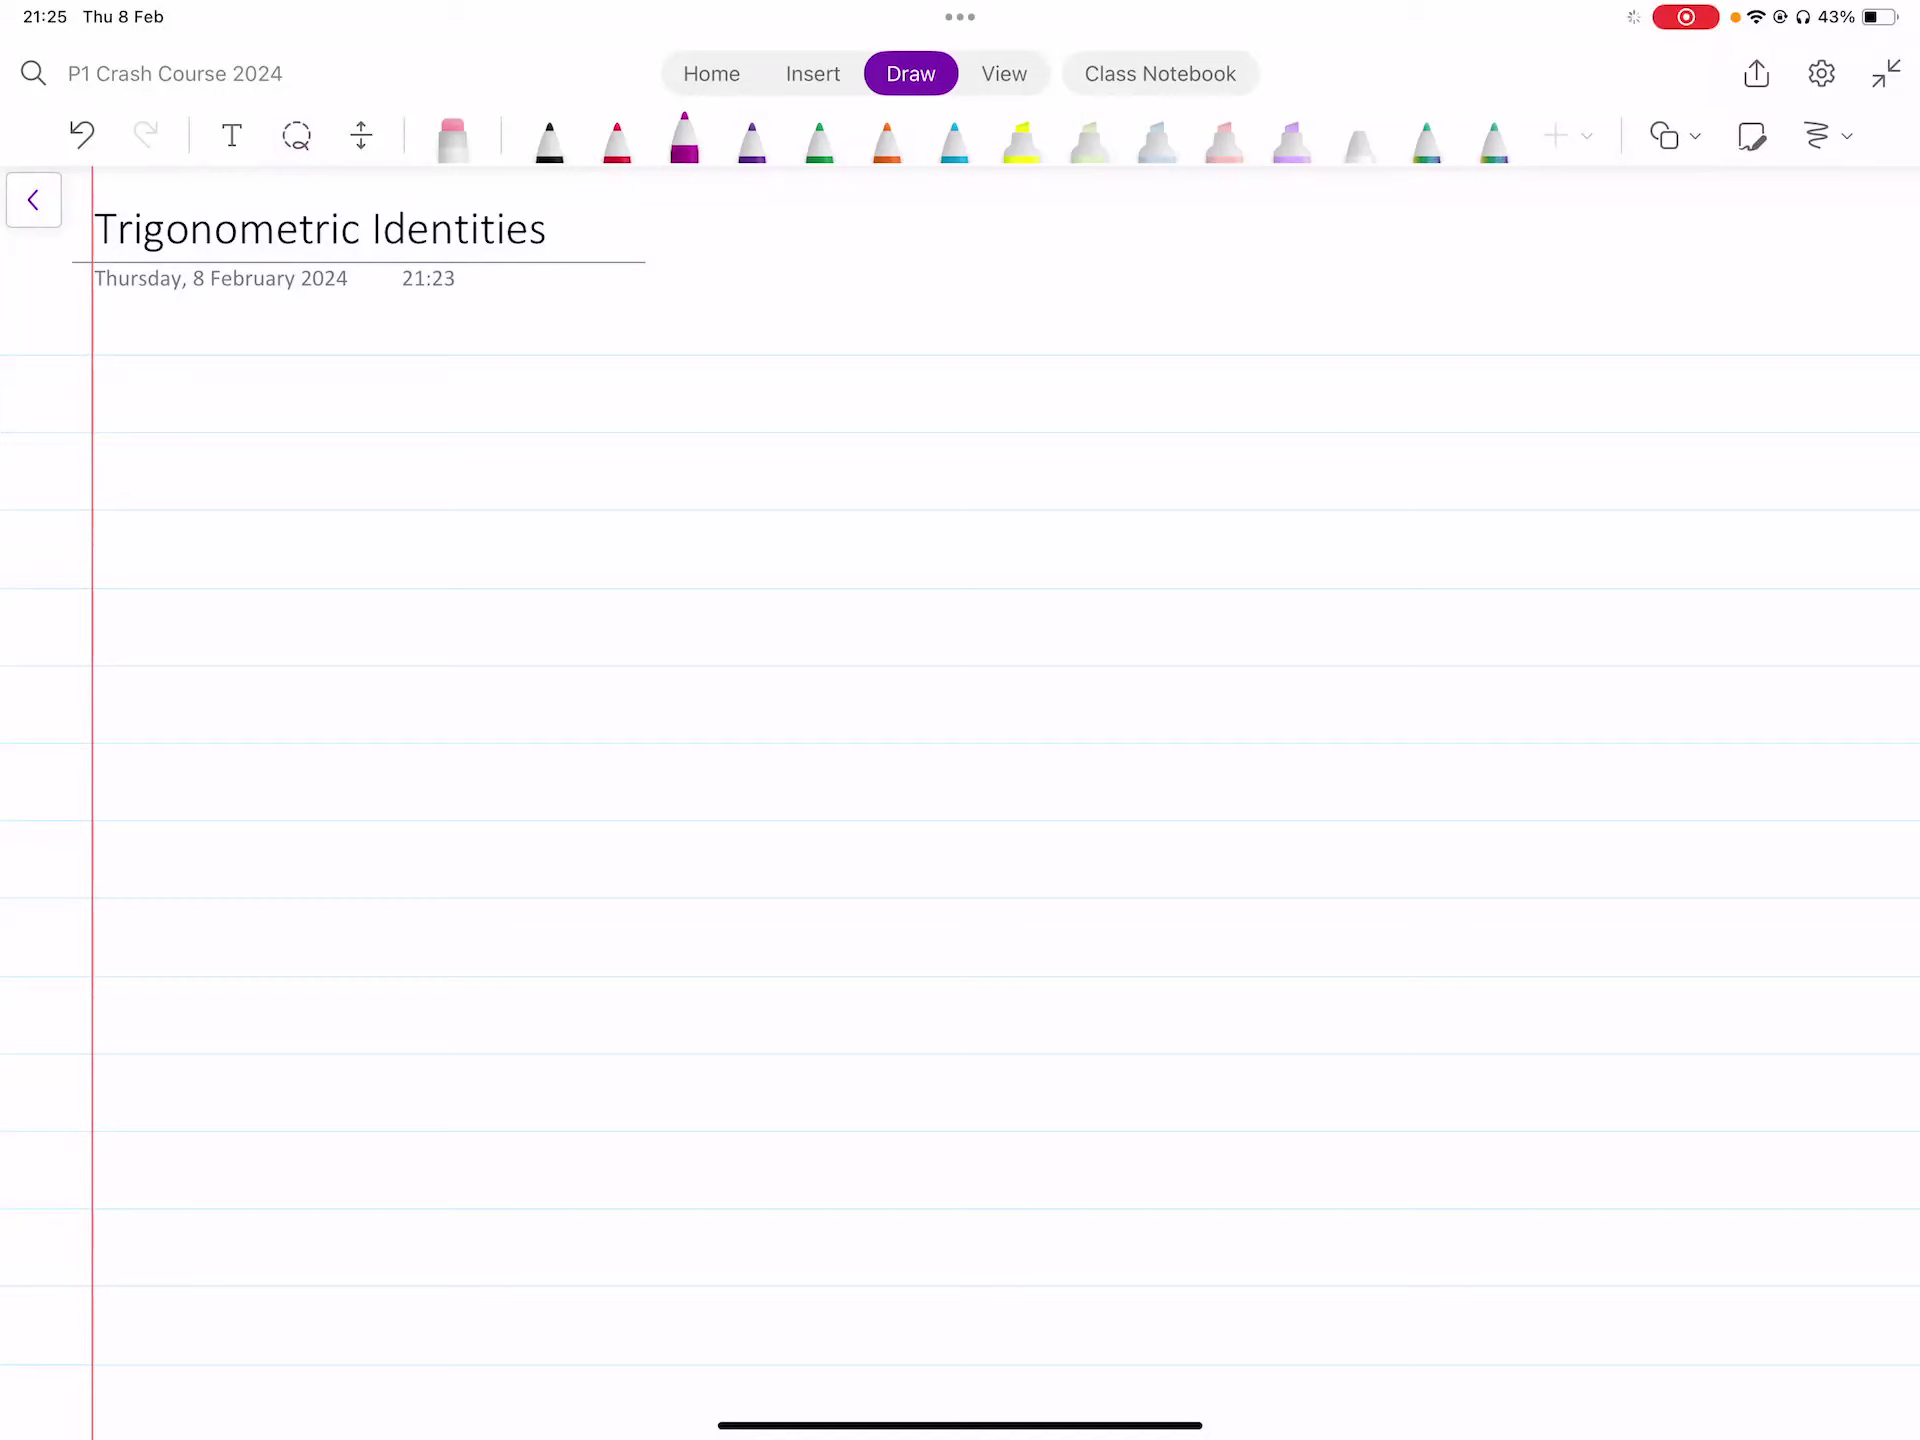 21:25 Thu 8 Feb 43%
P1 Crash Course 2024 Home Insert Draw View Class Notebook
T
Trigonometric Identities
Thursday, 8 February 2024 21:23